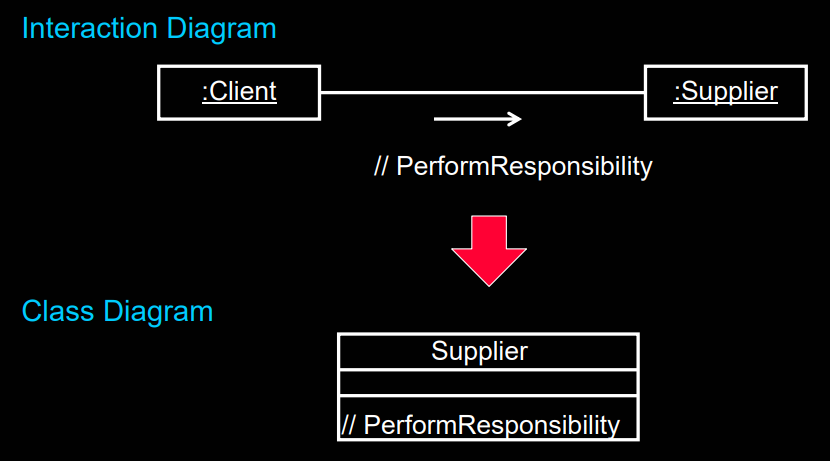 Interaction Diagram
:Client
:Supplier
// PerformResponsibility
Class Diagram
Supplier
// PerformResponsibility